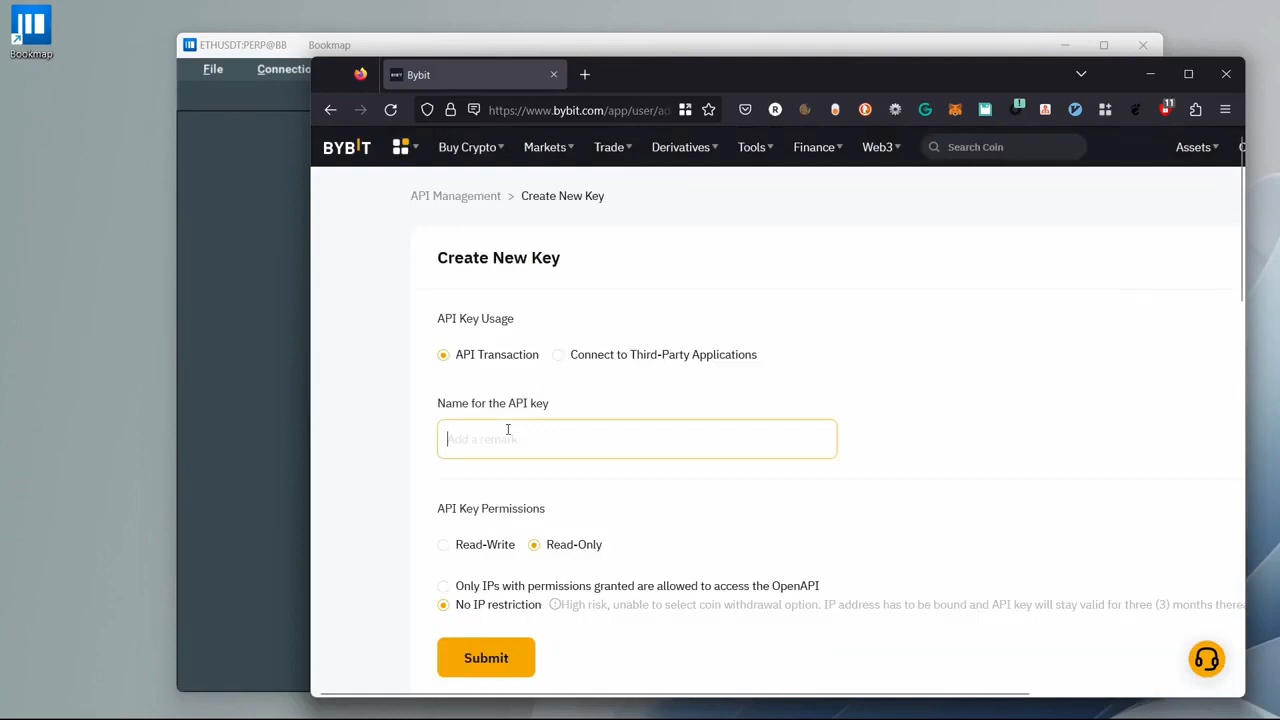 Bookmap
ETHUSDT:PERP@BB Bookmap
File Connectio
Bybit
https://www.bybit.com/app/user/ad
11
BYBIT Buy Crypto Markets Trade Derivatives Tools Finance Web3 Search Coin Assets
API Management > Create New Key
Create New Key
API Key Usage
API Transaction Connect to Third-Party Applications
Name for the API key
Add a remark
API Key Permissions
Read-Write Read-Only
Only IPs with permissions granted are allowed to access the OpenAPI
No IP restriction High risk, unable to select coin withdrawal option. IP address has to be bound and API key will stay valid for three (3) months therea
Submit